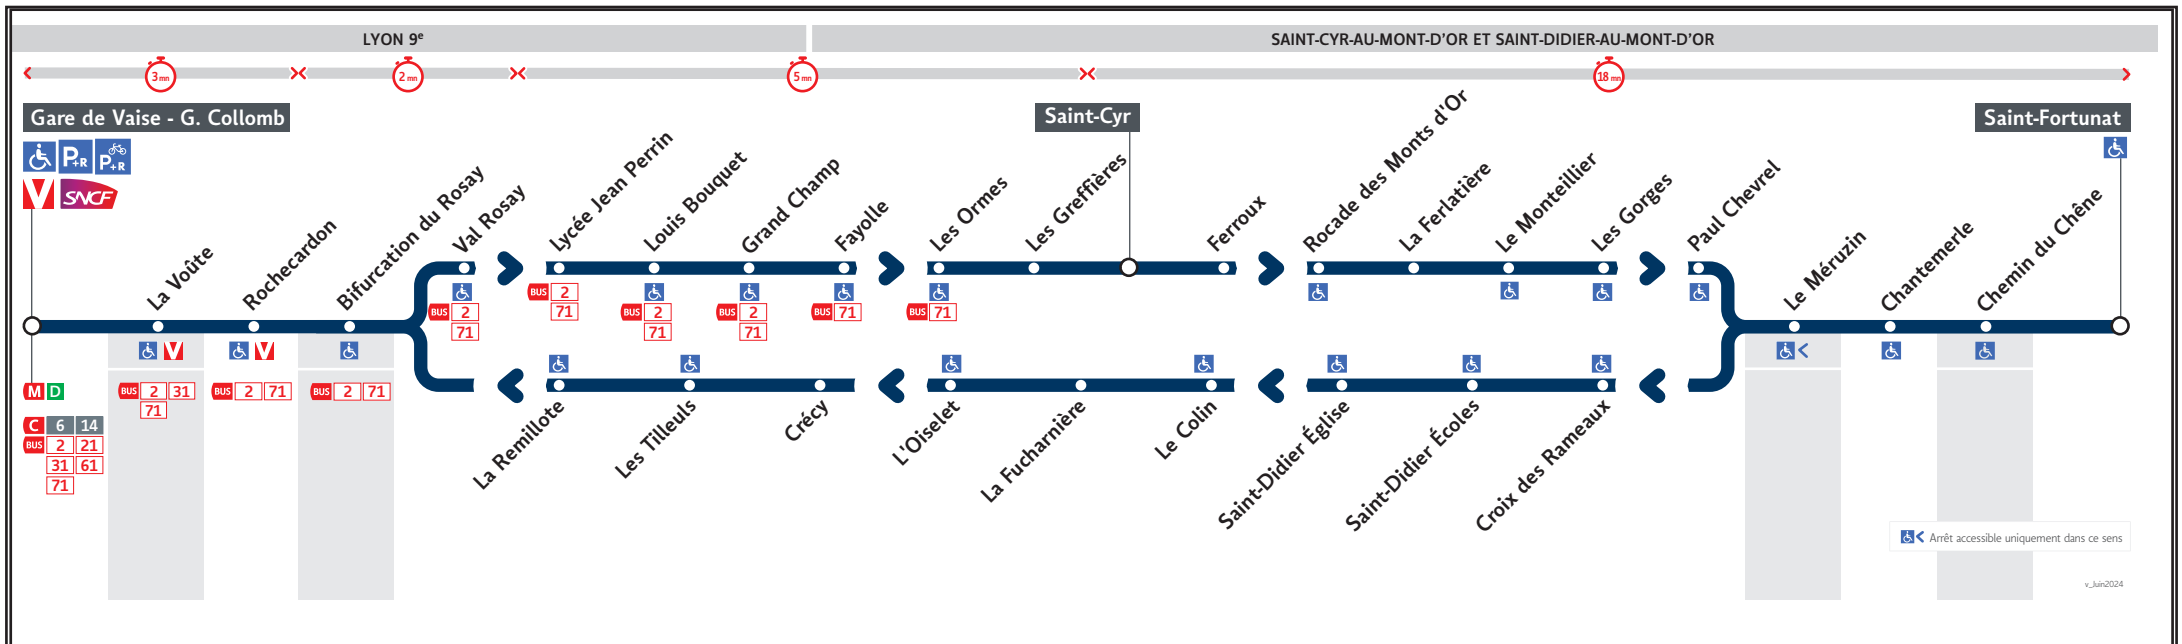 LYON 9e
SAINT-CYR-AU-MONT-D'OR ET SAINT-DIDIER-AU-MONT-D'OR
3 mn
2 mn
5 mn
18 mn
Gare de Vaise - G. Collomb
Saint-Cyr
Saint-Fortunat
P+R
P+R
V
SNCF
La Voûte
Rochecardon
Bifurcation du Rosay
Val Rosay
Lycée Jean Perrin
Louis Bouquet
Grand Champ
Fayolle
Les Ormes
Les Greffières
Ferroux
Rocade des Monts d'Or
La Ferlatière
Le Monteillier
Les Gorges
Paul Chevrel
Le Méruzin
Chantemerle
Chemin du Chêne
BUS 2
71
BUS 2
71
BUS 2
71
BUS 2
71
BUS 71
BUS 71
V
V
M D
C 6 14
BUS 2 21
31 61
71
BUS 2 31
71
BUS 2 71
BUS 2 71
La Remillote
Les Tilleuls
Crécy
L'Oiselet
La Fucharnière
Le Colin
Saint-Didier Église
Saint-Didier Écoles
Croix des Rameaux
< Arrêt accessible uniquement dans ce sens
v_Juin2024